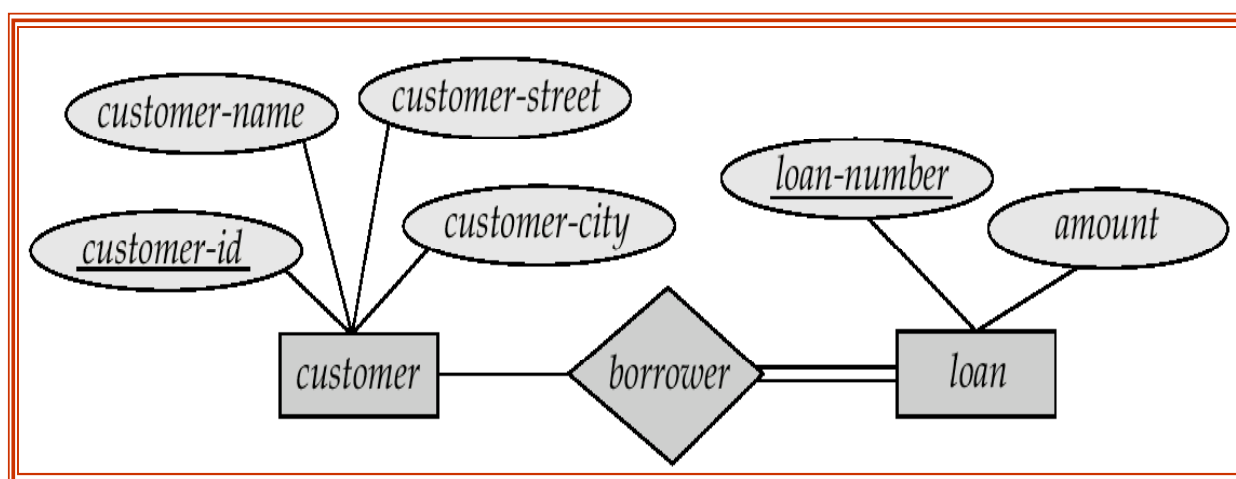 customer-name
customer-street
customer-id
customer-city
loan-number
amount
customer
borrower
loan